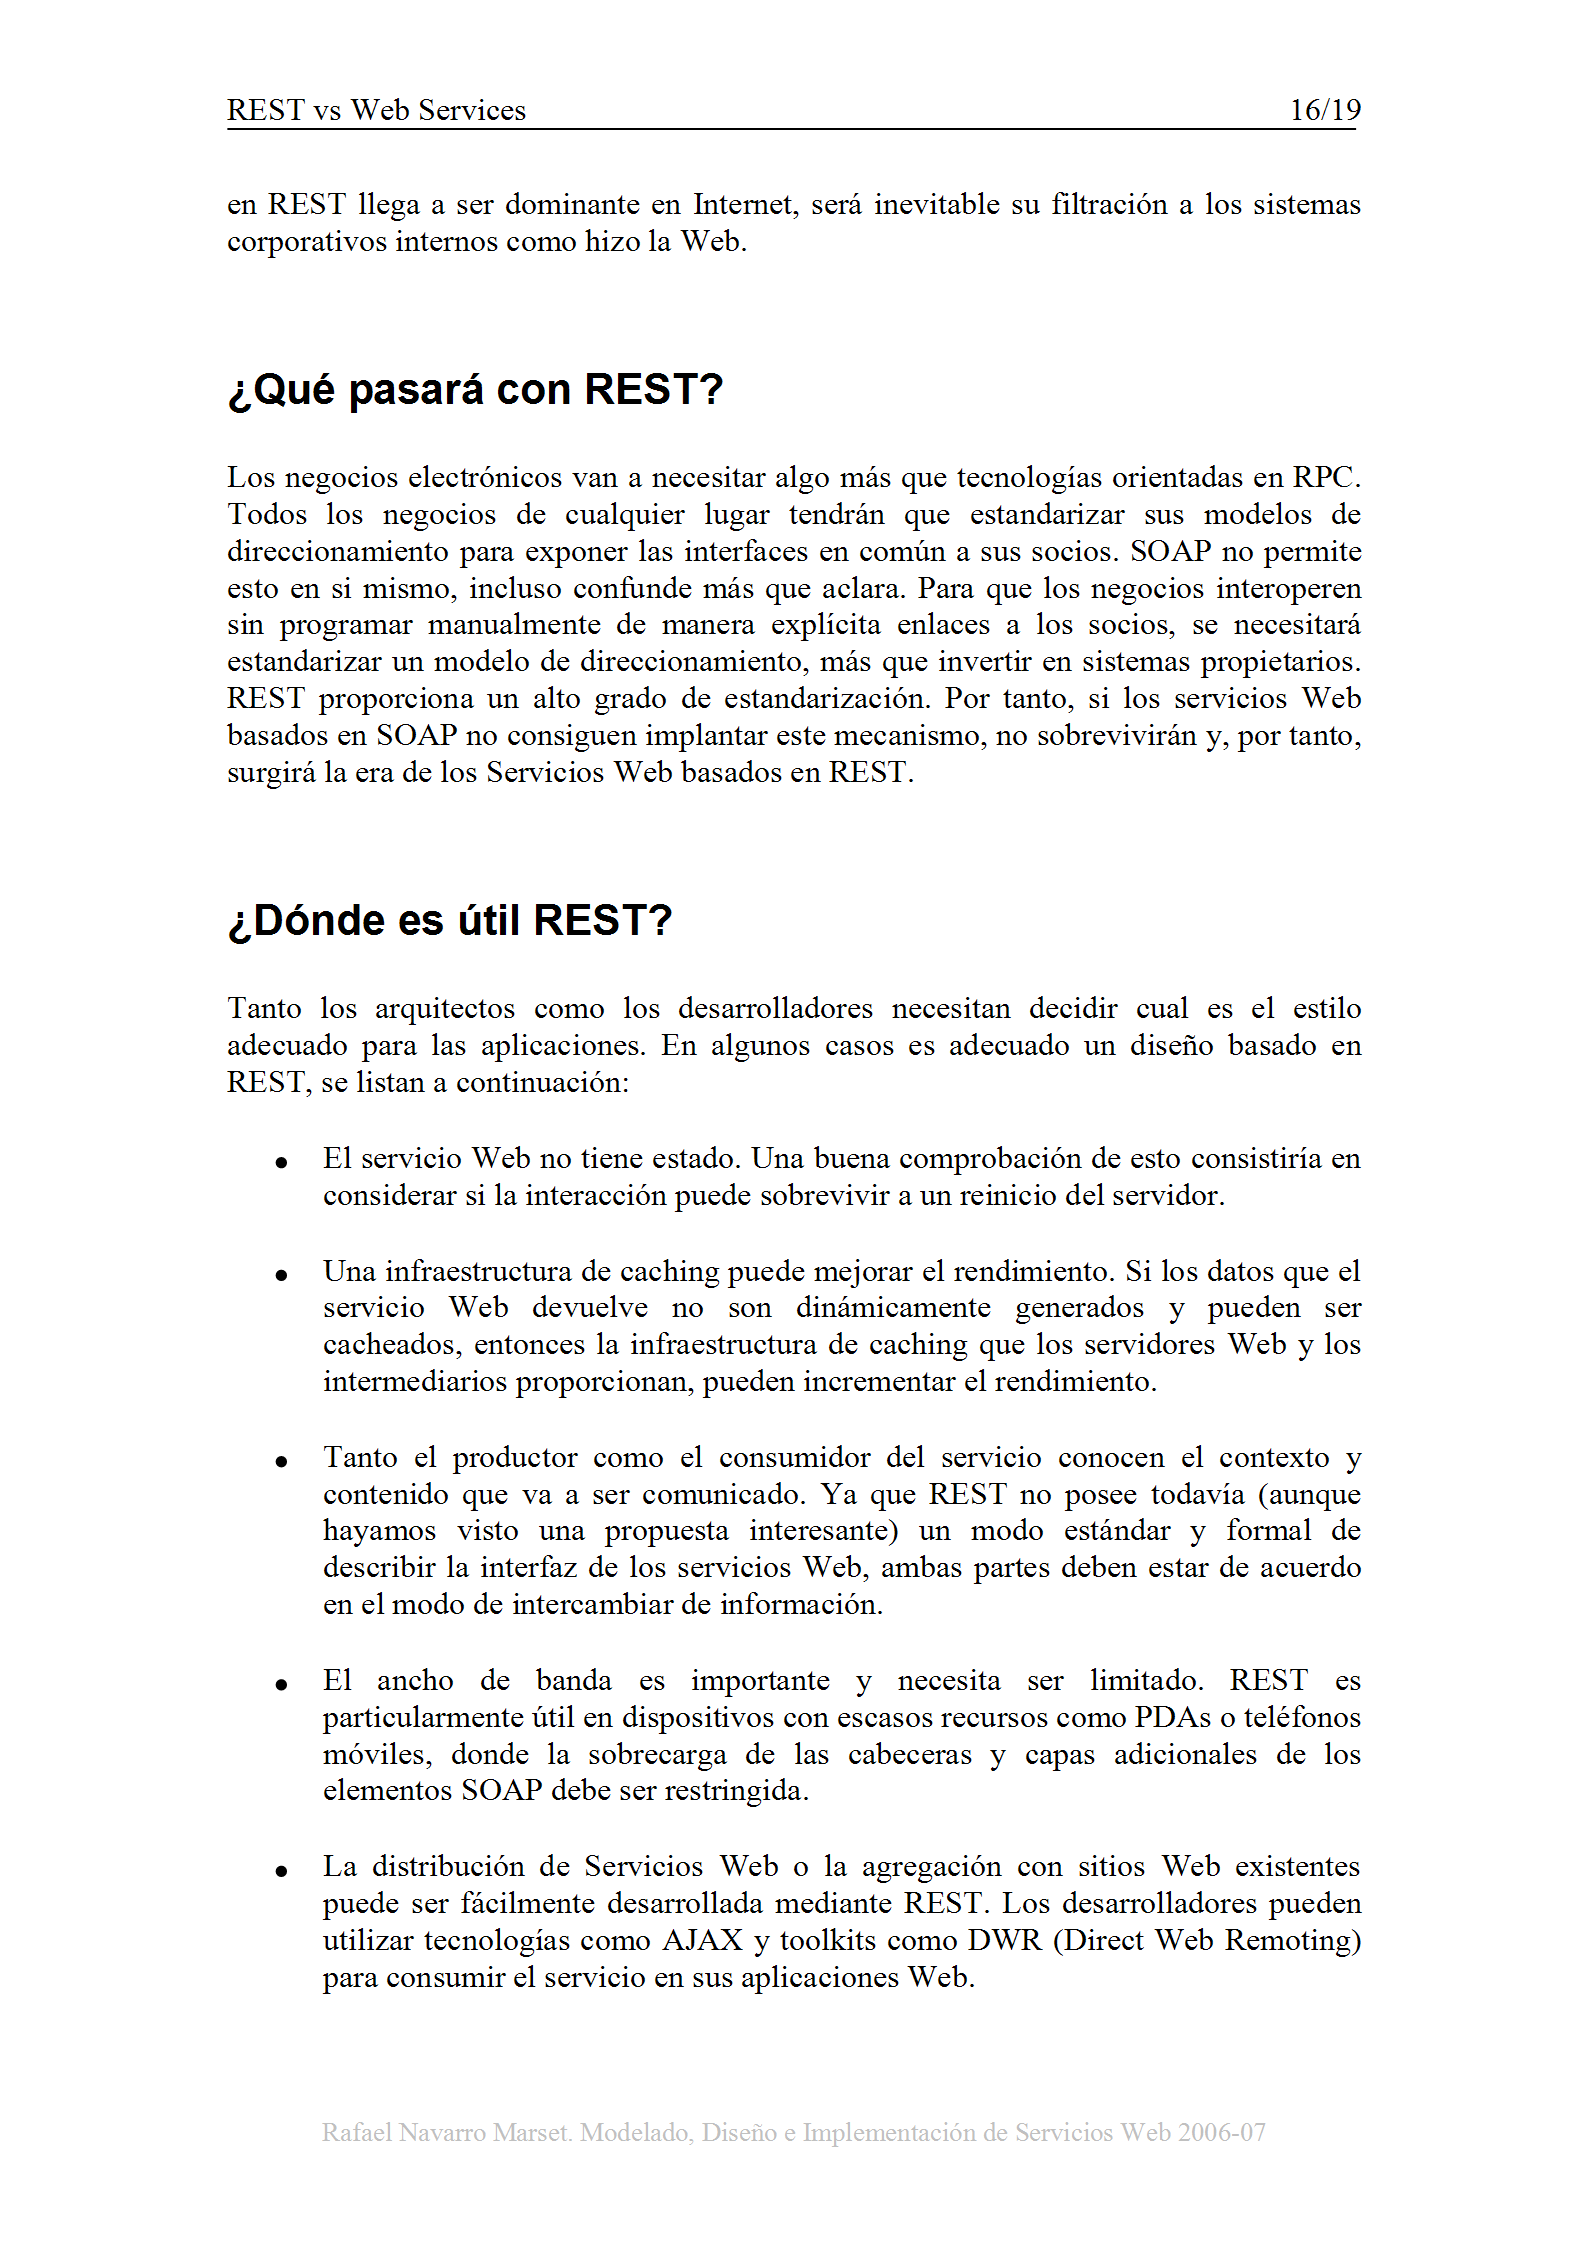 REST vs Web Services 16/19
en REST llega a ser dominante en Internet, será inevitable su filtración a los sistemas
corporativos internos como hizo la Web.
¿Qué pasará con REST?
Los negocios electrónicos van a necesitar algo más que tecnologías orientadas en RPC.
Todos los negocios de cualquier lugar tendrán que estandarizar sus modelos de
direccionamiento para exponer las interfaces en común a sus socios. SOAP no permite
esto en si mismo, incluso confunde más que aclara. Para que los negocios interoperen
sin programar manualmente de manera explícita enlaces a los socios, se necesitará
estandarizar un modelo de direccionamiento, más que invertir en sistemas propietarios.
REST proporciona un alto grado de estandarización. Por tanto, si los servicios Web
basados en SOAP no consiguen implantar este mecanismo, no sobrevivirán y, por tanto,
surgirá la era de los Servicios Web basados en REST.
¿Dónde es útil REST?
Tanto los arquitectos como los desarrolladores necesitan decidir cual es el estilo
adecuado para las aplicaciones. En algunos casos es adecuado un diseño basado en
REST, se listan a continuación:
● El servicio Web no tiene estado. Una buena comprobación de esto consistiría en
considerar si la interacción puede sobrevivir a un reinicio del servidor.
● Una infraestructura de caching puede mejorar el rendimiento. Si los datos que el
servicio Web devuelve no son dinámicamente generados y pueden ser
cacheados, entonces la infraestructura de caching que los servidores Web y los
intermediarios proporcionan, pueden incrementar el rendimiento.
● Tanto el productor como el consumidor del servicio conocen el contexto y
contenido que va a ser comunicado. Ya que REST no posee todavía (aunque
hayamos visto una propuesta interesante) un modo estándar y formal de
describir la interfaz de los servicios Web, ambas partes deben estar de acuerdo
en el modo de intercambiar de información.
● El ancho de banda es importante y necesita ser limitado. REST es
particularmente útil en dispositivos con escasos recursos como PDAs o teléfonos
móviles, donde la sobrecarga de las cabeceras y capas adicionales de los
elementos SOAP debe ser restringida.
● La distribución de Servicios Web o la agregación con sitios Web existentes
puede ser fácilmente desarrollada mediante REST. Los desarrolladores pueden
utilizar tecnologías como AJAX y toolkits como DWR (Direct Web Remoting)
para consumir el servicio en sus aplicaciones Web.
Rafael Navarro Marset. Modelado, Diseño e Implementación de Servicios Web 2006-07